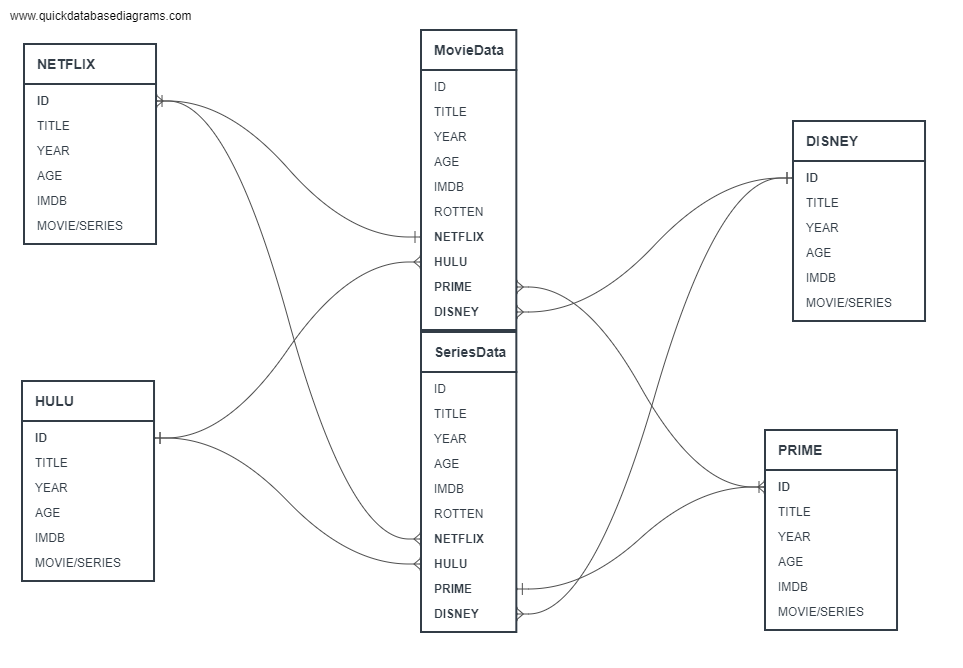 www.quickdatabasediagrams.com
NETFLIX
ID
TITLE
YEAR
AGE
IMDB
MOVIE/SERIES
HULU
ID
TITLE
YEAR
AGE
IMDB
MOVIE/SERIES
MovieData
ID
TITLE
YEAR
AGE
IMDB
ROTTEN
NETFLIX
HULU
PRIME
DISNEY
SeriesData
ID
TITLE
YEAR
AGE
IMDB
ROTTEN
NETFLIX
HULU
PRIME
DISNEY
DISNEY
ID
TITLE
YEAR
AGE
IMDB
MOVIE/SERIES
PRIME
ID
TITLE
YEAR
AGE
IMDB
MOVIE/SERIES